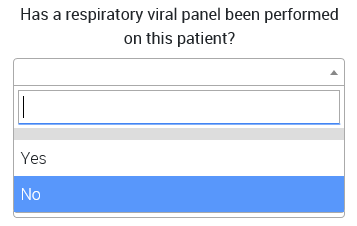 Has a respiratory viral panel been performed
on this patient?
Yes
No